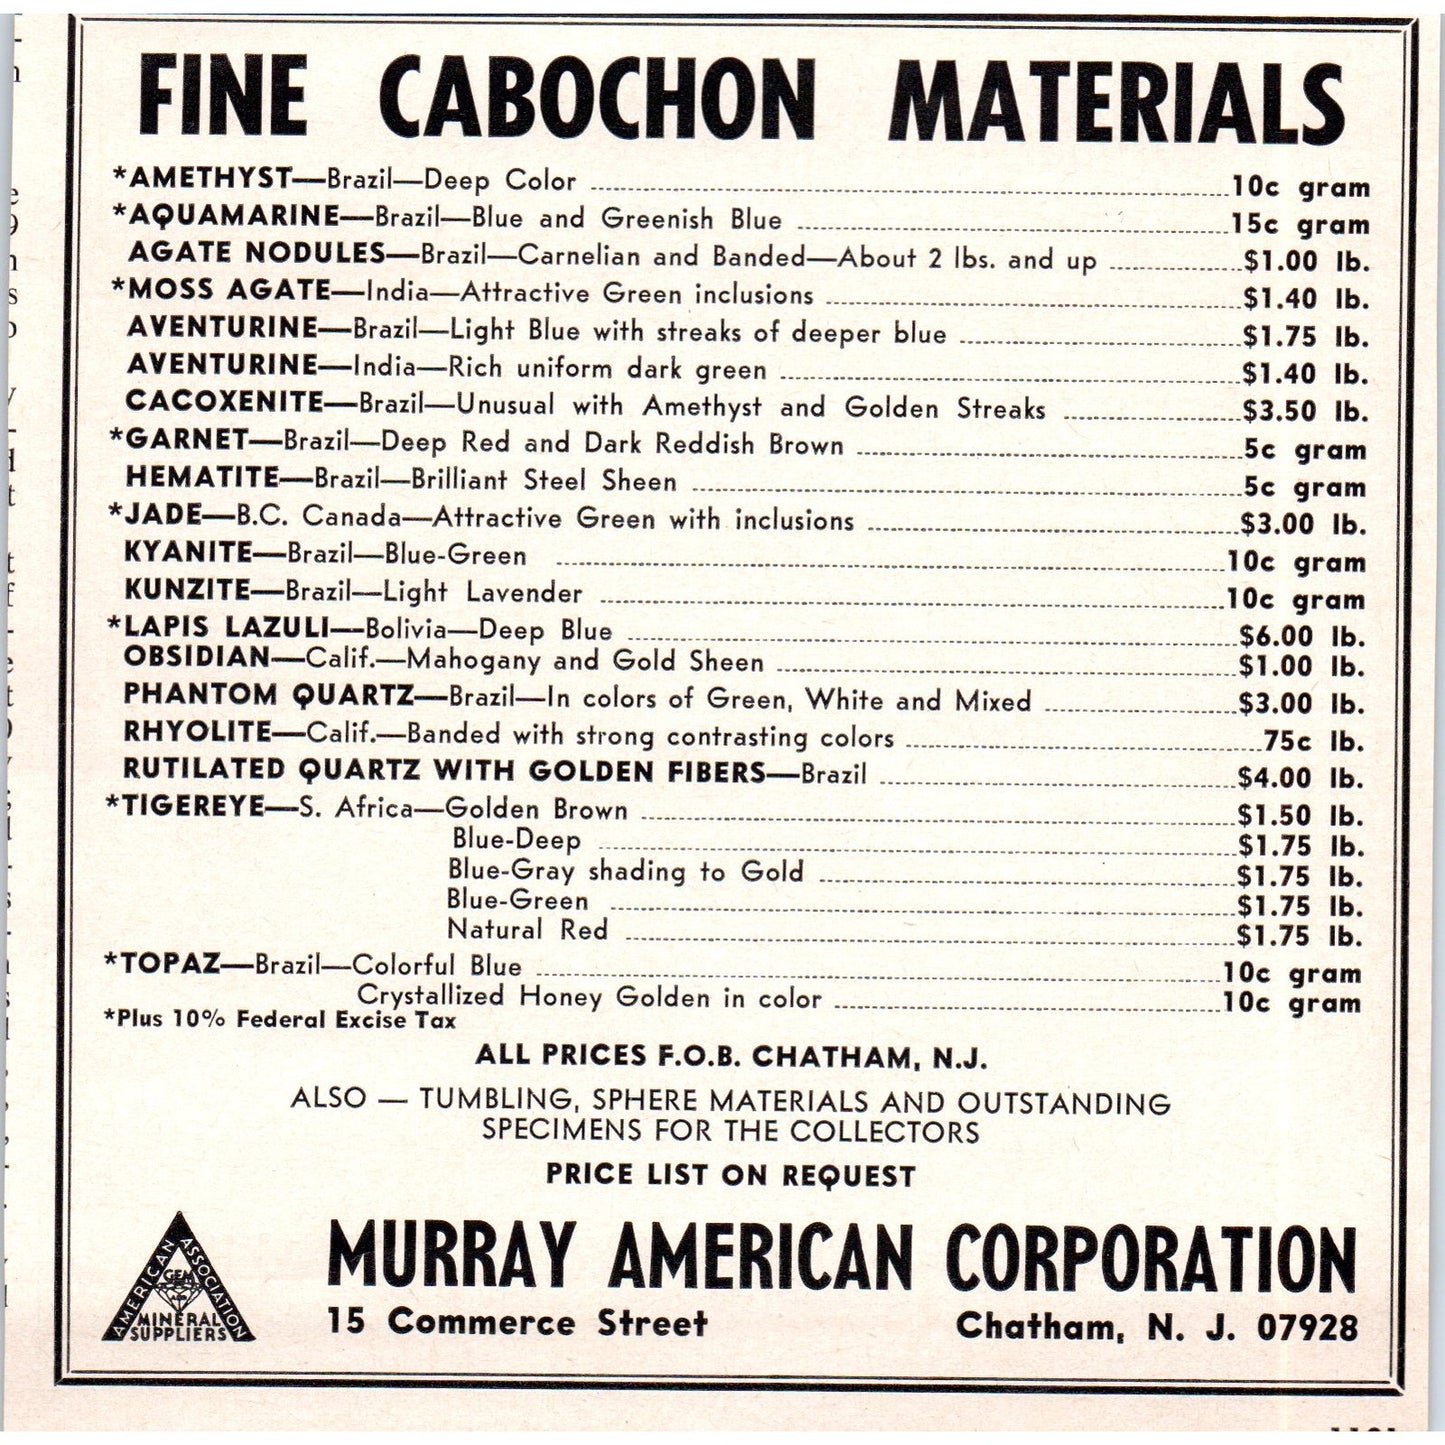 FINE CABOCHON MATERIALS
*AMETHYST—Brazil—Deep Color ........ 10c gram
*AQUAMARINE—Brazil—Blue and Greenish Blue ........ 15c gram
AGATE NODULES—Brazil—Carnelian and Banded—About 2 lbs. and up ........ $1.00 lb.
*MOSS AGATE—India—Attractive Green inclusions ........ $1.40 lb.
AVENTURINE—Brazil—Light Blue with streaks of deeper blue ........ $1.75 lb.
AVENTURINE—India—Rich uniform dark green ........ $1.40 lb.
CACOXENITE—Brazil—Unusual with Amethyst and Golden Streaks ........ $3.50 lb.
*GARNET—Brazil—Deep Red and Dark Reddish Brown ........ 5c gram
HEMATITE—Brazil—Brilliant Steel Sheen ........ 5c gram
*JADE—B.C. Canada—Attractive Green with inclusions ........ $3.00 lb.
KYANITE—Brazil—Blue-Green ........ 10c gram
KUNZITE—Brazil—Light Lavender ........ 10c gram
*LAPIS LAZULI—Bolivia—Deep Blue ........ $6.00 lb.
OBSIDIAN—Calif.—Mahogany and Gold Sheen ........ $1.00 lb.
PHANTOM QUARTZ—Brazil—In colors of Green, White and Mixed ........ $3.00 lb.
RHYOLITE—Calif.—Banded with strong contrasting colors ........ 75c lb.
RUTILATED QUARTZ WITH GOLDEN FIBERS—Brazil ........ $4.00 lb.
*TIGEREYE—S. Africa—Golden Brown ........ $1.50 lb.
Blue-Deep ........ $1.75 lb.
Blue-Gray shading to Gold ........ $1.75 lb.
Blue-Green ........ $1.75 lb.
Natural Red ........ $1.75 lb.
*TOPAZ—Brazil—Colorful Blue ........ 10c gram
Crystallized Honey Golden in color ........ 10c gram
*Plus 10% Federal Excise Tax
ALL PRICES F.O.B. CHATHAM, N.J.
ALSO — TUMBLING, SPHERE MATERIALS AND OUTSTANDING
SPECIMENS FOR THE COLLECTORS
PRICE LIST ON REQUEST
AMERICAN ASSOCIATION
GEM
AND
MINERAL
SUPPLIERS
MURRAY AMERICAN CORPORATION
15 Commerce Street Chatham, N. J. 07928